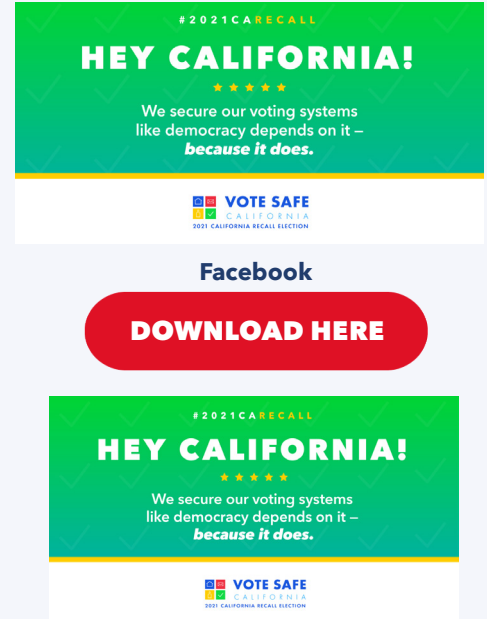 #2021CARECALL
HEY CALIFORNIA!
We secure our voting systems
like democracy depends on it –
because it does.
VOTE SAFE
CALIFORNIA
2021 CALIFORNIA RECALL ELECTION
Facebook
DOWNLOAD HERE
#2021CARECALL
HEY CALIFORNIA!
We secure our voting systems
like democracy depends on it –
because it does.
VOTE SAFE
CALIFORNIA
2021 CALIFORNIA RECALL ELECTION